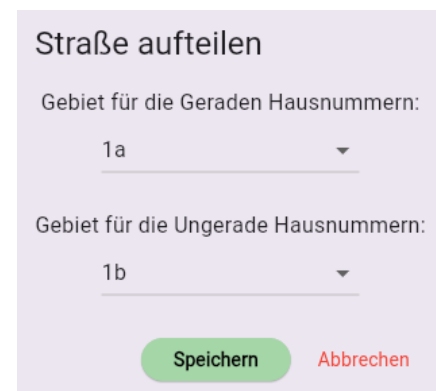 Straße aufteilen
Gebiet für die Geraden Hausnummern:
1a
Gebiet für die Ungerade Hausnummern:
1b
Speichern Abbrechen